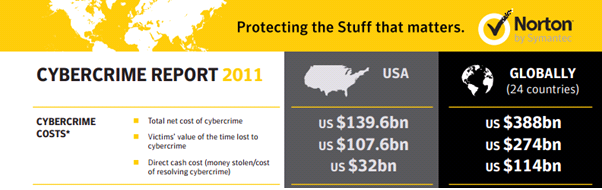 Protecting the Stuff that matters.
Norton
by Symantec
CYBERCRIME REPORT 2011
USA
GLOBALLY
(24 countries)
CYBERCRIME
COSTS*
Total net cost of cybercrime
US $139.6bn
US $388bn
Victims' value of the time lost to
cybercrime
US $107.6bn
US $274bn
Direct cash cost (money stolen/cost
of resolving cybercrime)
US $32bn
US $114bn